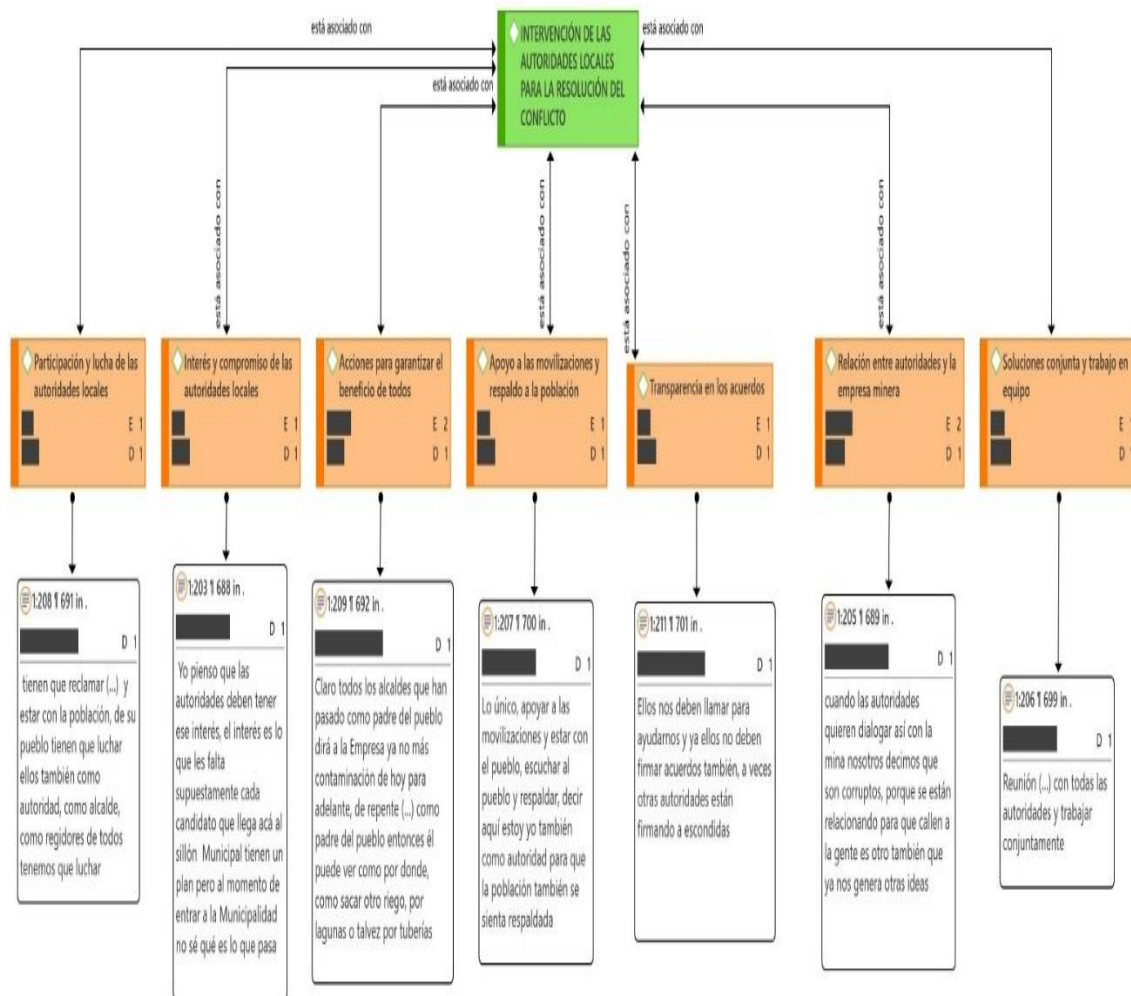 está asociado con
INTERVENCIÓN DE LAS
AUTORIDADES LOCALES
PARA LA RESOLUCIÓN DEL
CONFLICTO
está asociado con
está asociado con
está asociado con
está asociado con
está asociado con
está asociado con
Participación y lucha de las
autoridades locales
E 1
D 1
Interés y compromiso de las
autoridades locales
E 1
D 1
Acciones para garantizar el
beneficio de todos
E 2
D 1
Apoyo a las movilizaciones y
respaldo a la población
E 1
D 1
Transparencia en los acuerdos
E 1
D 1
Relación entre autoridades y la
empresa minera
E 2
D 1
Soluciones conjunta y trabajo en
equipo
E 1
D 1
1:208 ¶ 691 in .
D 1
tienen que reclamar (...) y
estar con la población, de su
pueblo tienen que luchar
ellos también como
autoridad, como alcalde,
como regidores de todos
tenemos que luchar
1:203 ¶ 688 in .
D 1
Yo pienso que las
autoridades deben tener
ese interés, el interés es lo
que les falta
supuestamente cada
candidato que llega acá al
sillón Municipal tienen un
plan pero al momento de
entrar a la Municipalidad
no sé qué es lo que pasa
1:209 ¶ 692 in .
D 1
Claro todos los alcaldes que han
pasado como padre del pueblo
dirá a la Empresa ya no más
contaminación de hoy para
adelante, de repente (...) como
padre del pueblo entonces él
puede ver como por donde,
como sacar otro riego, por
lagunas o talvez por tuberías
1:207 ¶ 700 in .
D 1
Lo único, apoyar a las
movilizaciones y estar con
el pueblo, escuchar al
pueblo y respaldar, decir
aquí estoy yo también
como autoridad para que
la población también se
sienta respaldada
1:211 ¶ 701 in .
D 1
Ellos nos deben llamar para
ayudarnos y ya ellos no deben
firmar acuerdos también, a veces
otras autoridades están
firmando a escondidas
1:205 ¶ 689 in .
D 1
cuando las autoridades
quieren dialogar así con la
mina nosotros decimos que
son corruptos, porque se están
relacionando para que callen a
la gente es otro también que
ya nos genera otras ideas
1:206 ¶ 699 in .
D 1
Reunión (...) con todas las
autoridades y trabajar
conjuntamente